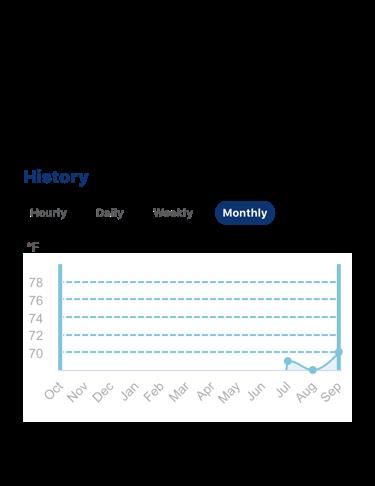 History
Hourly Daily Weekly Monthly
°F
78
76
74
72
70
Oct Nov Dec Jan Feb Mar Apr May Jun Jul Aug Sep